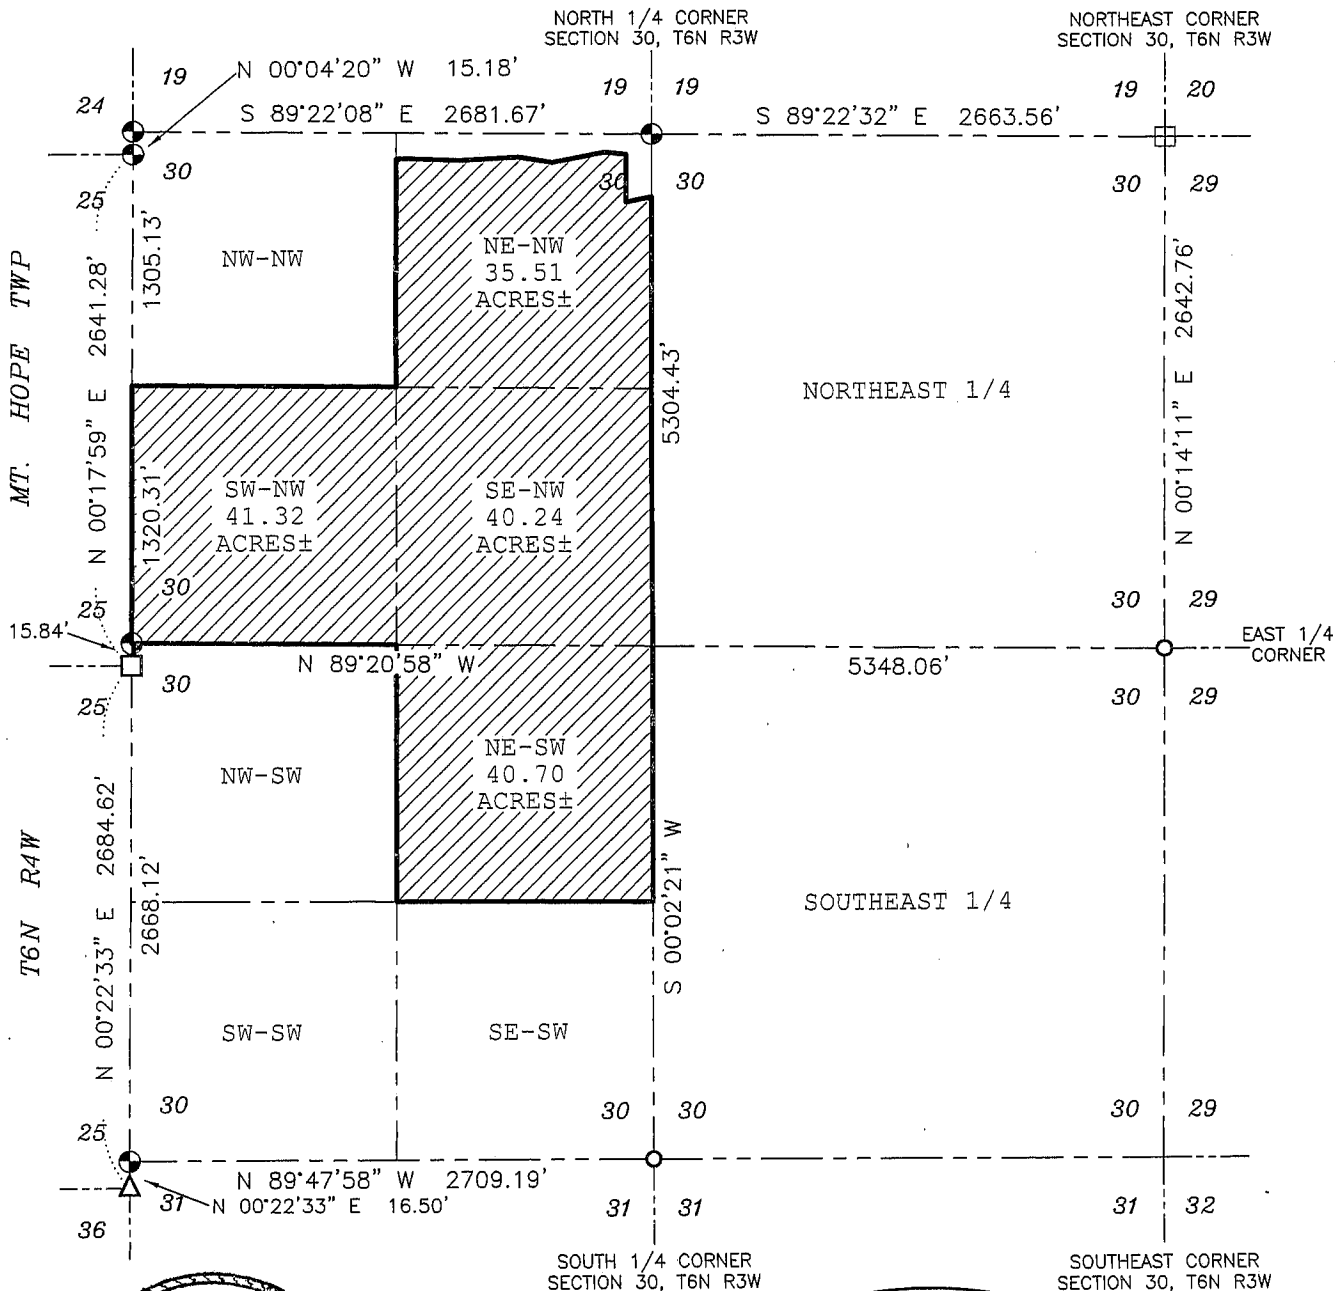 NORTH 1/4 CORNER
SECTION 30, T6N R3W
NORTHEAST CORNER
SECTION 30, T6N R3W
19
N 00°04'20" W 15.18'
24
S 89°22'08" E 2681.67'
19
19
S 89°22'32" E 2663.56'
19
20
30
25
30
30
30
29
MT. HOPE TWP
N 00°17'59" E 2641.28'
1305.13'
NW-NW
NE-NW
35.51
ACRES±
5304.43'
NORTHEAST 1/4
N 00°14'11" E 2642.76'
1320.31'
SW-NW
41.32
ACRES±
SE-NW
40.24
ACRES±
30
25
15.84'
30
29
EAST 1/4
CORNER
N 89°20'58" W
5348.06'
30
25
30
29
T6N R4W
N 00°22'33" E 2684.62'
2668.12'
NW-SW
NE-SW
40.70
ACRES±
S 00°02'21" W
SOUTHEAST 1/4
SW-SW
SE-SW
30
25
30
30
30
29
N 89°47'58" W 2709.19'
31
N 00°22'33" E 16.50'
36
31
31
31
32
SOUTH 1/4 CORNER
SECTION 30, T6N R3W
SOUTHEAST CORNER
SECTION 30, T6N R3W